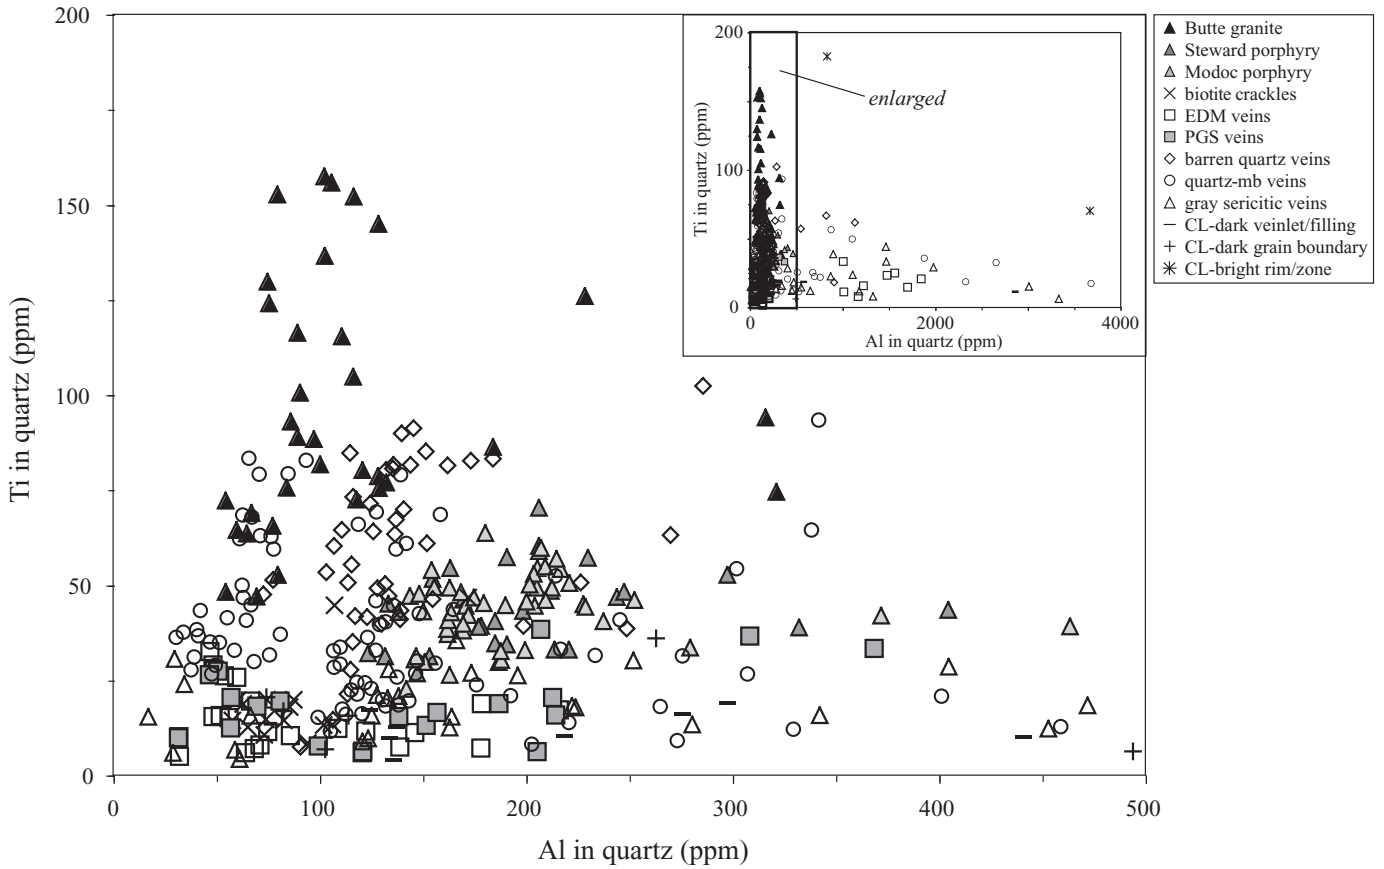 200
150
100
50
0
Ti in quartz (ppm)
0 100 200 300 400 500
Al in quartz (ppm)
200
100
0
Ti in quartz (ppm)
enlarged
0 2000 4000
Al in quartz (ppm)
Butte granite
Steward porphyry
Modoc porphyry
biotite crackles
EDM veins
PGS veins
barren quartz veins
quartz-mb veins
gray sericitic veins
CL-dark veinlet/filling
CL-dark grain boundary
CL-bright rim/zone